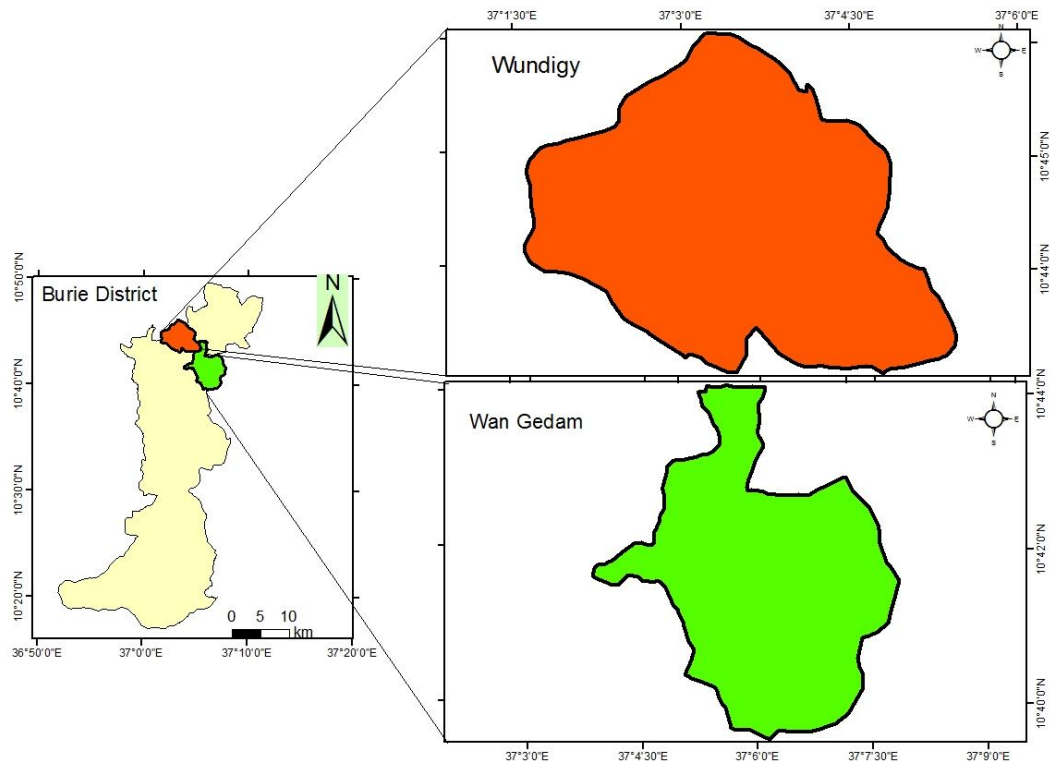 37°1'30"E 37°3'0"E 37°4'30"E 37°6'0"E
Wundigy
N
W E
S
10°45'0"N
10°44'0"N
Burie District
N
10°50'0"N
10°40'0"N
10°30'0"N
10°20'0"N
0 5 10
km
36°50'0"E 37°0'0"E 37°10'0"E 37°20'0"E
Wan Gedam
N
W E
S
10°44'0"N
10°42'0"N
10°40'0"N
37°3'0"E 37°4'30"E 37°6'0"E 37°7'30"E 37°9'0"E